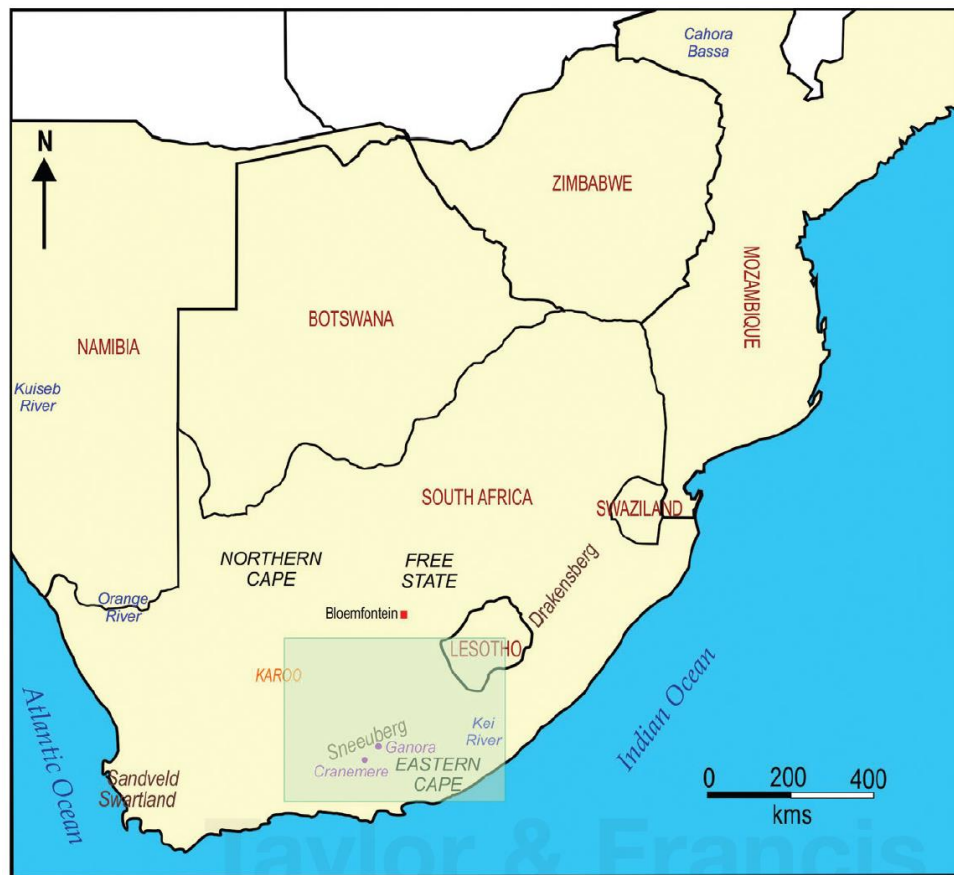 Cahora
Bassa
N
ZIMBABWE
MOZAMBIQUE
BOTSWANA
NAMIBIA
Kuiseb
River
SOUTH AFRICA
SWAZILAND
NORTHERN
CAPE
FREE
STATE
Drakensberg
Orange
River
Bloemfontein
LESOTHO
KAROO
Atlantic Ocean
Indian Ocean
Sneeuberg
Kei
River
Ganora
Cranemere
EASTERN
CAPE
Sandveld
Swartland
0 200 400
kms
Taylor & Francis